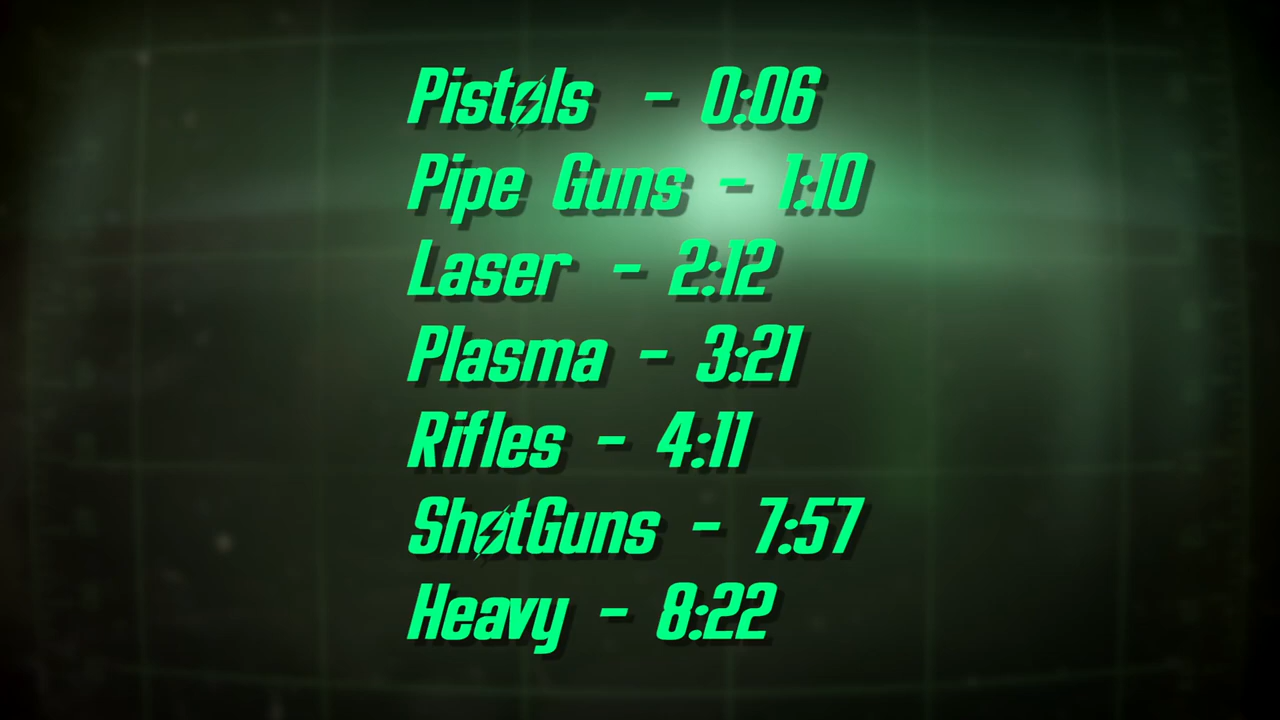 Pistols - 0:06
Pipe Guns - 1:10
Laser - 2:12
Plasma - 3:21
Rifles - 4:11
ShotGuns - 7:57
Heavy - 8:22